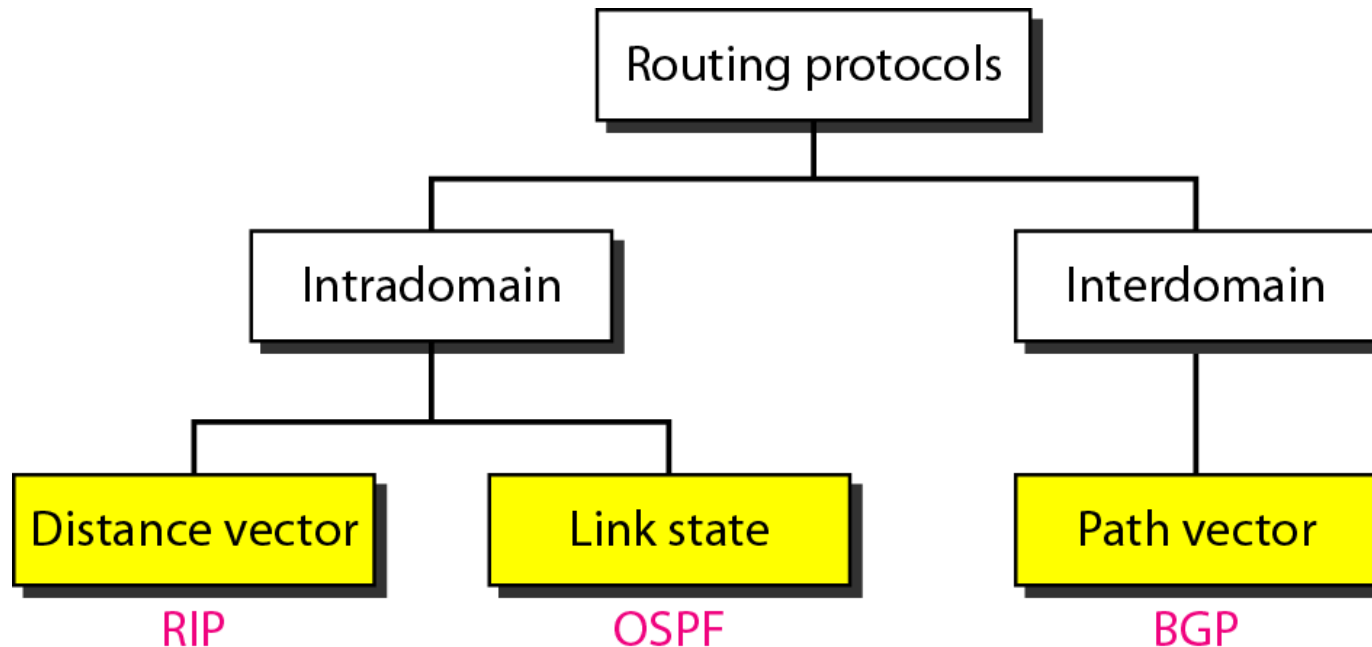 Routing protocols
Intradomain
Interdomain
Distance vector
Link state
Path vector
RIP
OSPF
BGP